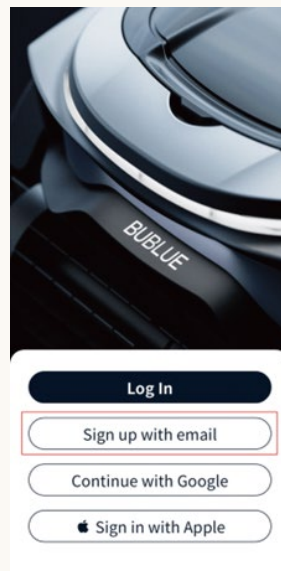 BUBLUE
Log In
Sign up with email
Continue with Google
Sign in with Apple